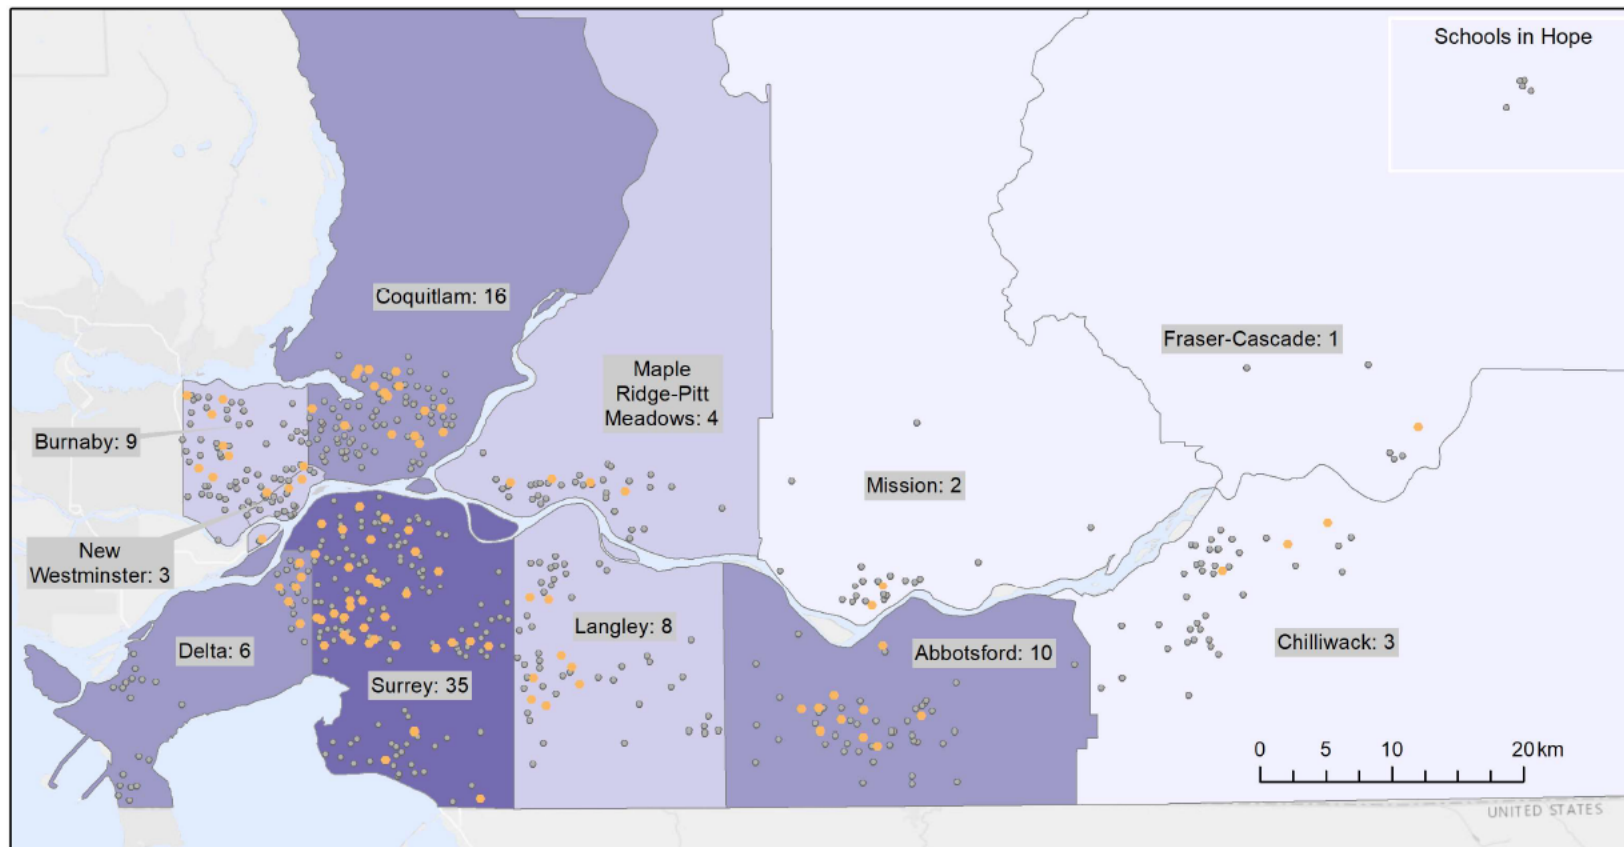 Schools in Hope
Coquitlam: 16
Fraser-Cascade: 1
Maple
Ridge-Pitt
Meadows: 4
Burnaby: 9
Mission: 2
New
Westminster: 3
Langley: 8
Delta: 6
Abbotsford: 10
Chilliwack: 3
Surrey: 35
0 5 10 20 km
UNITED STATES